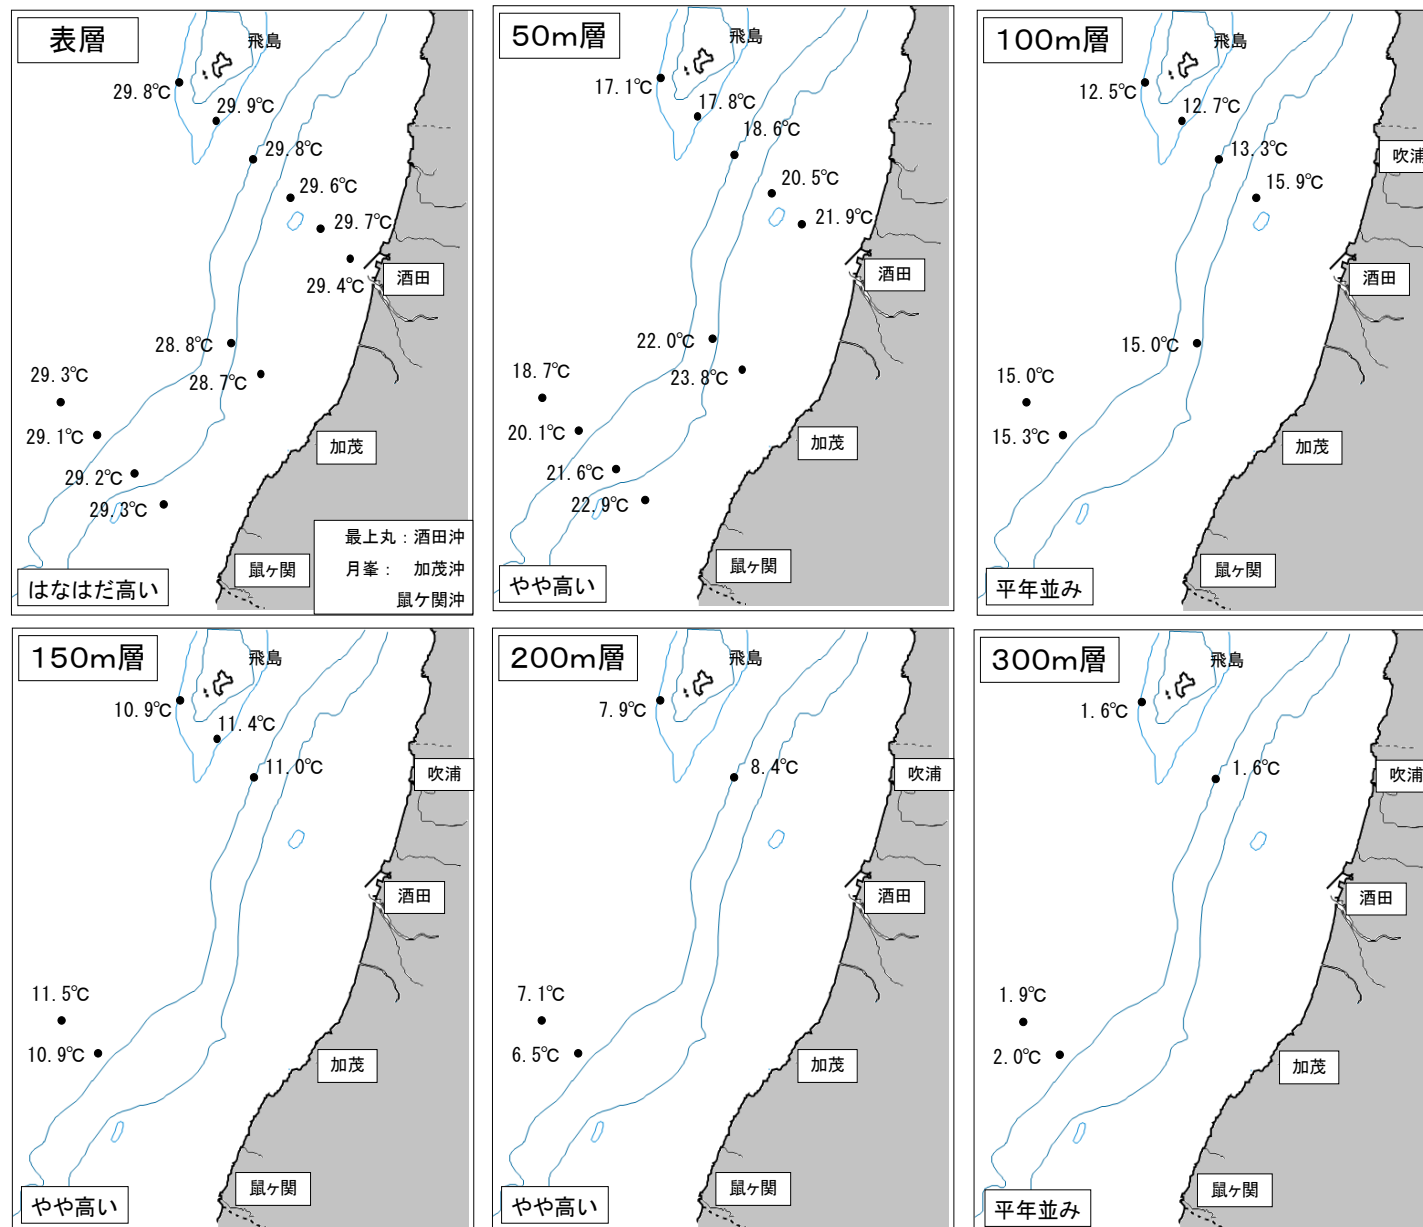 表層
飛島
29.8℃
29.9℃
29.8℃
29.6℃
29.7℃
29.4℃
酒田
28.8℃
29.3℃
28.7℃
29.1℃
加茂
29.2℃
29.3℃
最上丸：酒田沖
月峯： 加茂沖
鼠ケ関沖
鼠ヶ関
はなはだ高い
50m層
飛島
17.1℃
17.8℃
18.6℃
20.5℃
21.9℃
酒田
22.0℃
18.7℃
23.8℃
20.1℃
加茂
21.6℃
22.9℃
鼠ヶ関
やや高い
100m層
飛島
12.5℃
12.7℃
13.3℃
吹浦
15.9℃
酒田
15.0℃
15.0℃
15.3℃
加茂
鼠ヶ関
平年並み
150m層
飛島
10.9℃
11.4℃
11.0℃
吹浦
酒田
11.5℃
10.9℃
加茂
鼠ヶ関
やや高い
200m層
飛島
7.9℃
8.4℃
吹浦
酒田
7.1℃
6.5℃
加茂
鼠ヶ関
やや高い
300m層
飛島
1.6℃
1.6℃
吹浦
酒田
1.9℃
2.0℃
加茂
鼠ヶ関
平年並み